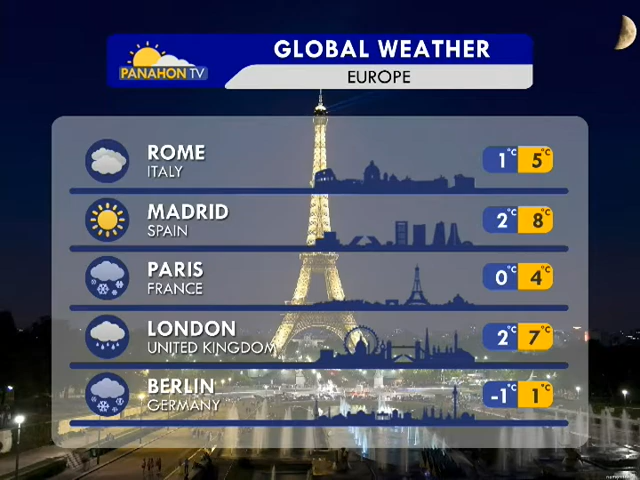 GLOBAL WEATHER
PANAHON TV
EUROPE
ROME
ITALY
1°C 5°C
MADRID
SPAIN
2°C 8°C
PARIS
FRANCE
0°C 4°C
LONDON
UNITED KINGDOM
2°C 7°C
BERLIN
GERMANY
-1°C 1°C